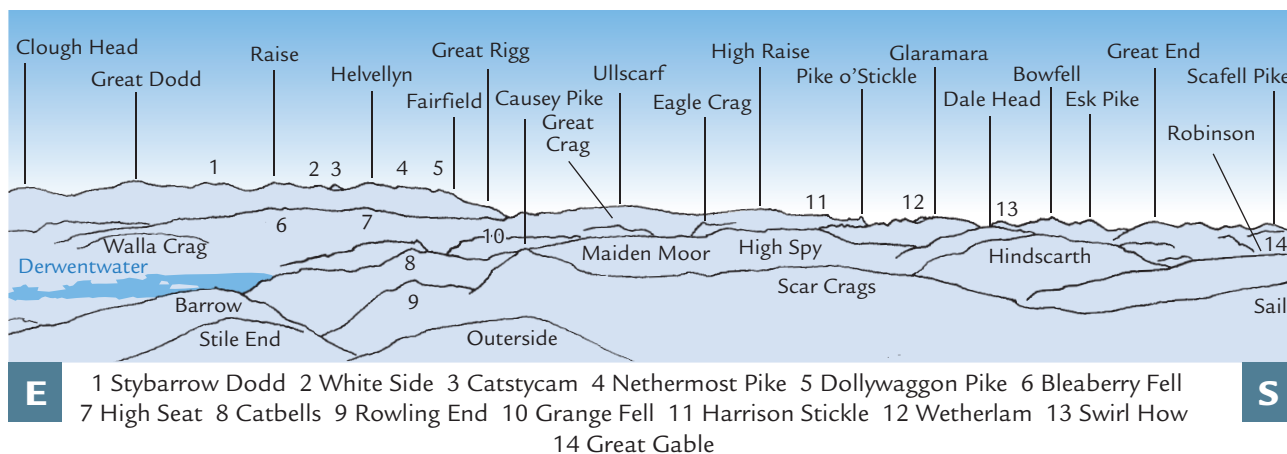 Clough Head
Great Dodd
Raise
Helvellyn
Fairfield
Great Rigg
Causey Pike
Great
Crag
Ullscarf
Eagle Crag
High Raise
Pike o'Stickle
Glaramara
Dale Head
Bowfell
Esk Pike
Great End
Scafell Pike
Robinson
1
2
3
4
5
11
12
13
6
7
10
14
Walla Crag
Maiden Moor
High Spy
Hindscarth
Derwentwater
8
9
Scar Crags
Barrow
Sail
Stile End
Outerside
E
S
1 Stybarrow Dodd 2 White Side 3 Catstycam 4 Nethermost Pike 5 Dollywaggon Pike 6 Bleaberry Fell
7 High Seat 8 Catbells 9 Rowling End 10 Grange Fell 11 Harrison Stickle 12 Wetherlam 13 Swirl How
14 Great Gable